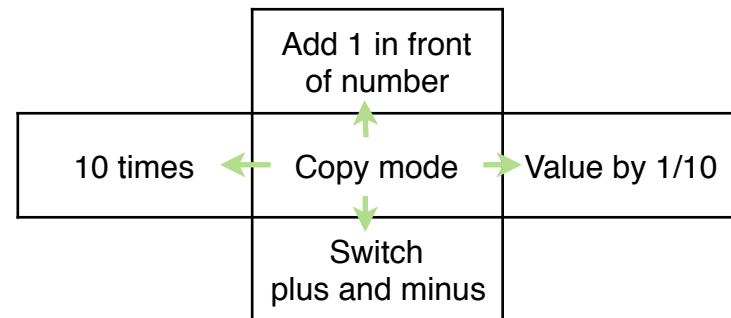 Add 1 in front
of number
10 times
Copy mode
Value by 1/10
Switch
plus and minus